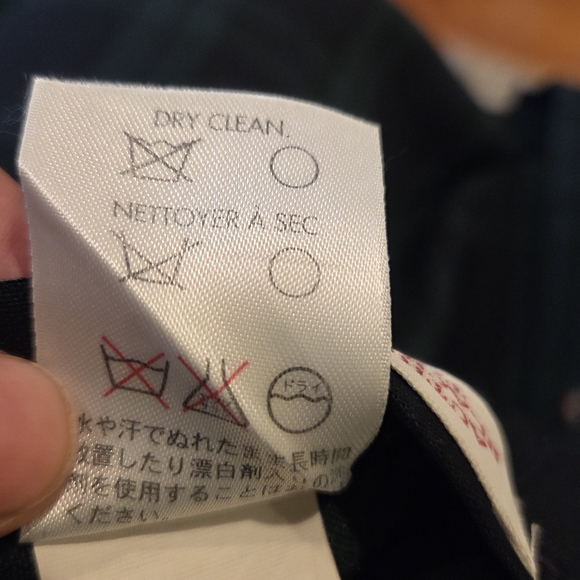 DRY CLEAN.
NETTOYER À SEC
ドライ
水や汗でぬれた
放置したり漂白剤
長時間
剤を使用すること
ください